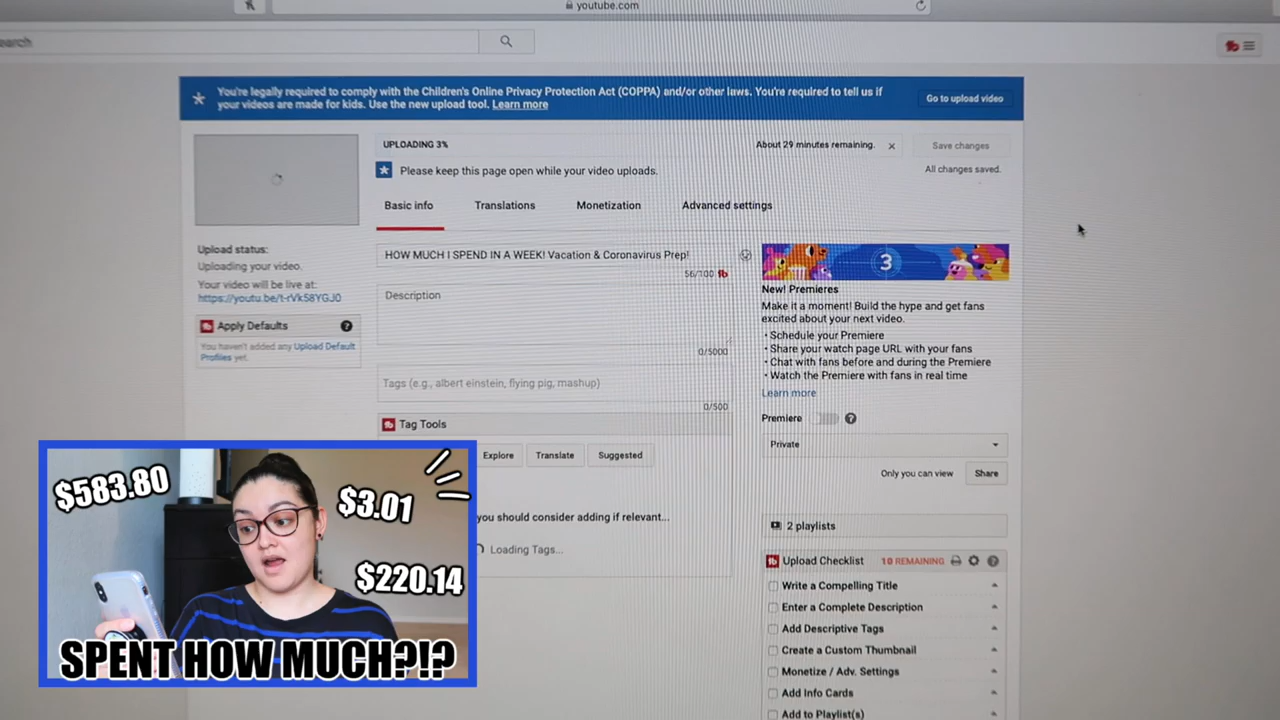 youtube.com
earch
You're legally required to comply with the Children's Online Privacy Protection Act (COPPA) and/or other laws. You're required to tell us if
your videos are made for kids. Use the new upload tool. Learn more
Go to upload video
UPLOADING 3%
About 29 minutes remaining.
Save changes
Please keep this page open while your video uploads.
All changes saved.
Basic info
Translations
Monetization
Advanced settings
Upload status:
Uploading your video.
Your video will be live at:
https://youtu.be/t-rVkS8YGJ0
Apply Defaults
You haven't added any Upload Default
Profiles yet.
HOW MUCH I SPEND IN A WEEK! Vacation & Coronavirus Prep!
56/100
Description
0/5000
Tags (e.g., albert einstein, flying pig, mashup)
0/500
Tag Tools
Explore
Translate
Suggested
you should consider adding if relevant...
Loading Tags...
3
New! Premieres
Make it a moment! Build the hype and get fans
excited about your next video.
• Schedule your Premiere
• Share your watch page URL with your fans
• Chat with fans before and during the Premiere
• Watch the Premiere with fans in real time
Learn more
Premiere
Private
Only you can view
Share
2 playlists
Upload Checklist
10 REMAINING
Write a Compelling Title
Enter a Complete Description
Add Descriptive Tags
Create a Custom Thumbnail
Monetize / Adv. Settings
Add Info Cards
Add to Playlist(s)
$583.80
$3.01
$220.14
SPENT HOW MUCH?!?